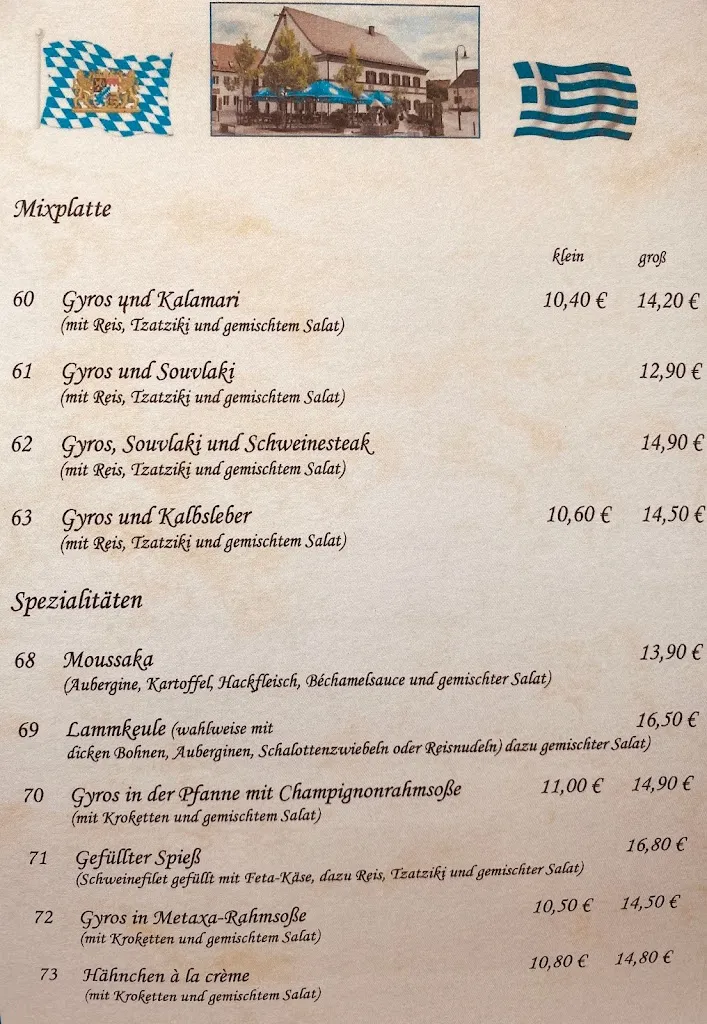 Mixplatte
klein groß
60 Gyros und Kalamari 10,40 € 14,20 €
(mit Reis, Tzatziki und gemischtem Salat)
61 Gyros und Souvlaki 12,90 €
(mit Reis, Tzatziki und gemischtem Salat)
62 Gyros, Souvlaki und Schweinesteak 14,90 €
(mit Reis, Tzatziki und gemischtem Salat)
63 Gyros und Kalbsleber 10,60 € 14,50 €
(mit Reis, Tzatziki und gemischtem Salat)
Spezialitäten
68 Moussaka 13,90 €
(Aubergine, Kartoffel, Hackfleisch, Béchamelsauce und gemischter Salat)
69 Lammkeule (wahlweise mit 16,50 €
dicken Bohnen, Auberginen, Schalottenzwiebeln oder Reisnudeln) dazu gemischter Salat)
70 Gyros in der Pfanne mit Champignonrahmsoße 11,00 € 14,90 €
(mit Kroketten und gemischtem Salat)
71 Gefüllter Spieß 16,80 €
(Schweinefilet gefüllt mit Feta-Käse, dazu Reis, Tzatziki und gemischter Salat)
72 Gyros in Metaxa-Rahmsoße 10,50 € 14,50 €
(mit Kroketten und gemischtem Salat)
73 Hähnchen à la crème 10,80 € 14,80 €
(mit Kroketten und gemischtem Salat)